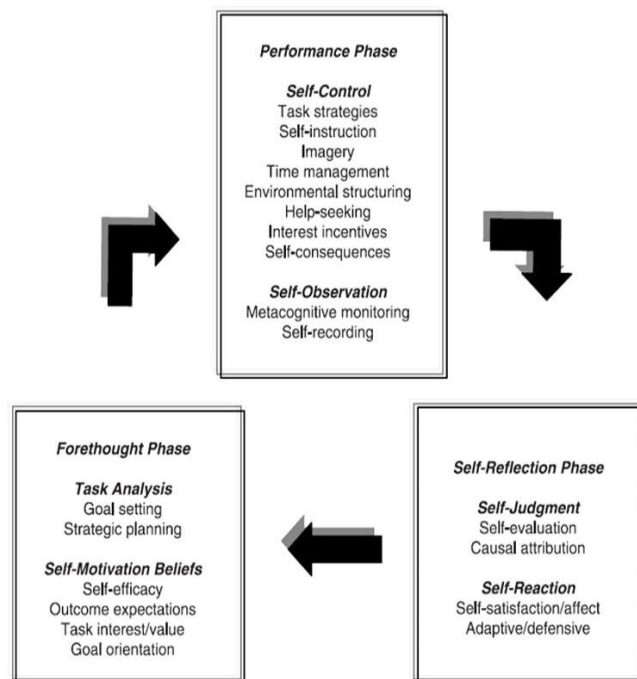 Performance Phase
Self-Control
Task strategies
Self-instruction
Imagery
Time management
Environmental structuring
Help-seeking
Interest incentives
Self-consequences
Self-Observation
Metacognitive monitoring
Self-recording
Forethought Phase
Task Analysis
Goal setting
Strategic planning
Self-Motivation Beliefs
Self-efficacy
Outcome expectations
Task interest/value
Goal orientation
Self-Reflection Phase
Self-Judgment
Self-evaluation
Causal attribution
Self-Reaction
Self-satisfaction/affect
Adaptive/defensive